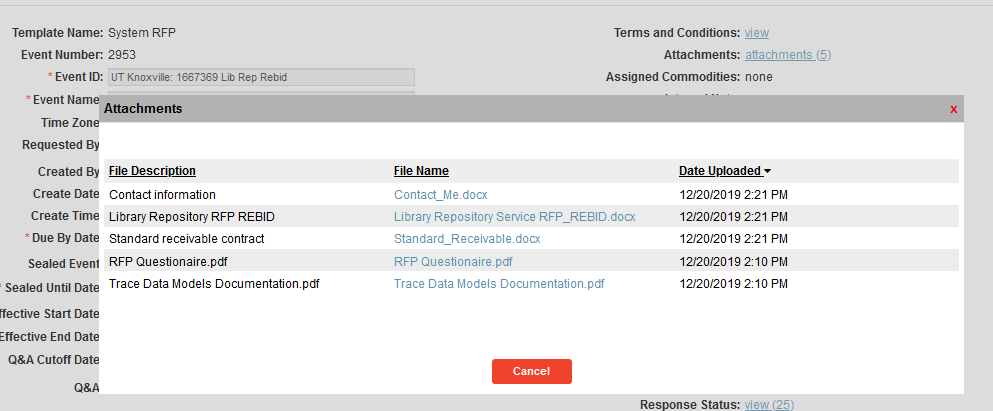 Template Name: System RFP
Terms and Conditions: view
Event Number: 2953
Attachments: attachments (5)
* Event ID: UT Knoxville: 1667369 Lib Rep Rebid
Assigned Commodities: none
* Event Name
Attachments x
Time Zone
Requested By
File Description File Name Date Uploaded
Created By
Contact information Contact_Me.docx 12/20/2019 2:21 PM
Create Date
Library Repository RFP REBID Library Repository Service RFP_REBID.docx 12/20/2019 2:21 PM
Create Time
Standard receivable contract Standard_Receivable.docx 12/20/2019 2:21 PM
* Due By Date
RFP Questionaire.pdf RFP Questionaire.pdf 12/20/2019 2:10 PM
Sealed Event
Trace Data Models Documentation.pdf Trace Data Models Documentation.pdf 12/20/2019 2:10 PM
* Sealed Until Date
ffective Start Date
Effective End Date
Q&A Cutoff Date
Cancel
Q&A
Response Status: view (25)